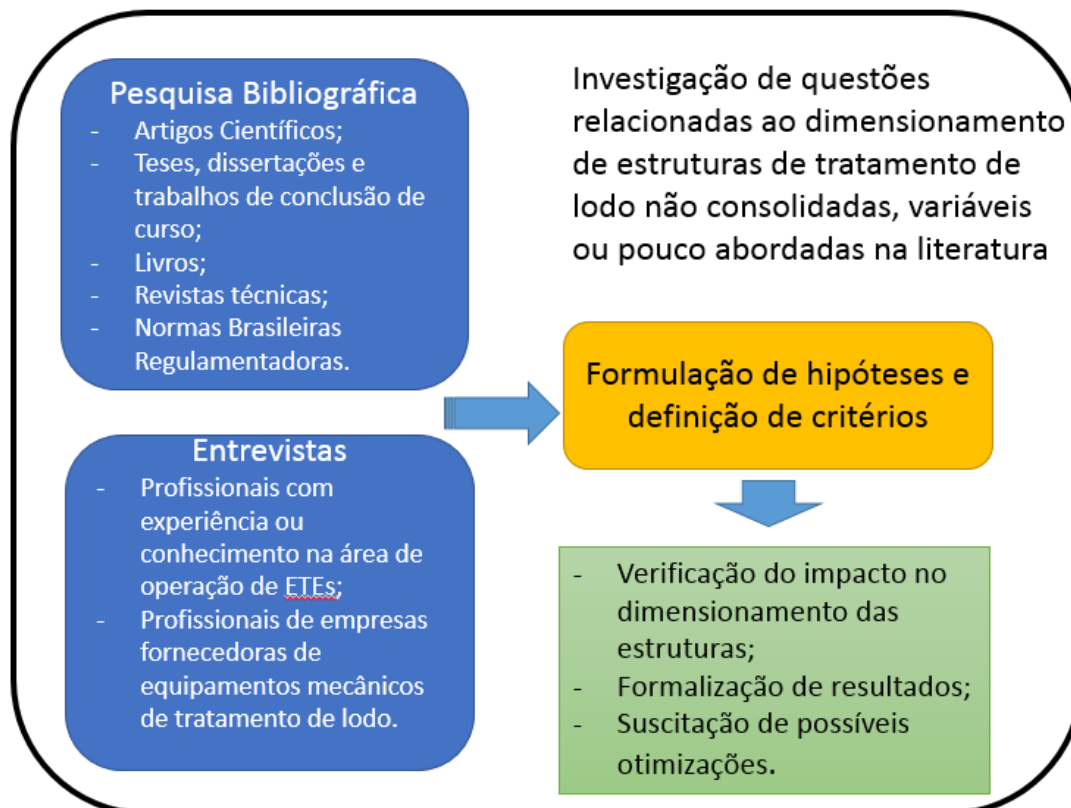 Pesquisa Bibliográfica
- Artigos Científicos;
- Teses, dissertações e
trabalhos de conclusão de
curso;
- Livros;
- Revistas técnicas;
- Normas Brasileiras
Regulamentadoras.
Entrevistas
- Profissionais com
experiência ou
conhecimento na área de
operação de ETEs;
- Profissionais de empresas
fornecedoras de
equipamentos mecânicos
de tratamento de lodo.
Investigação de questões
relacionadas ao dimensionamento
de estruturas de tratamento de
lodo não consolidadas, variáveis
ou pouco abordadas na literatura
Formulação de hipóteses e
definição de critérios
- Verificação do impacto no
dimensionamento das
estruturas;
- Formalização de resultados;
- Suscitação de possíveis
otimizações.